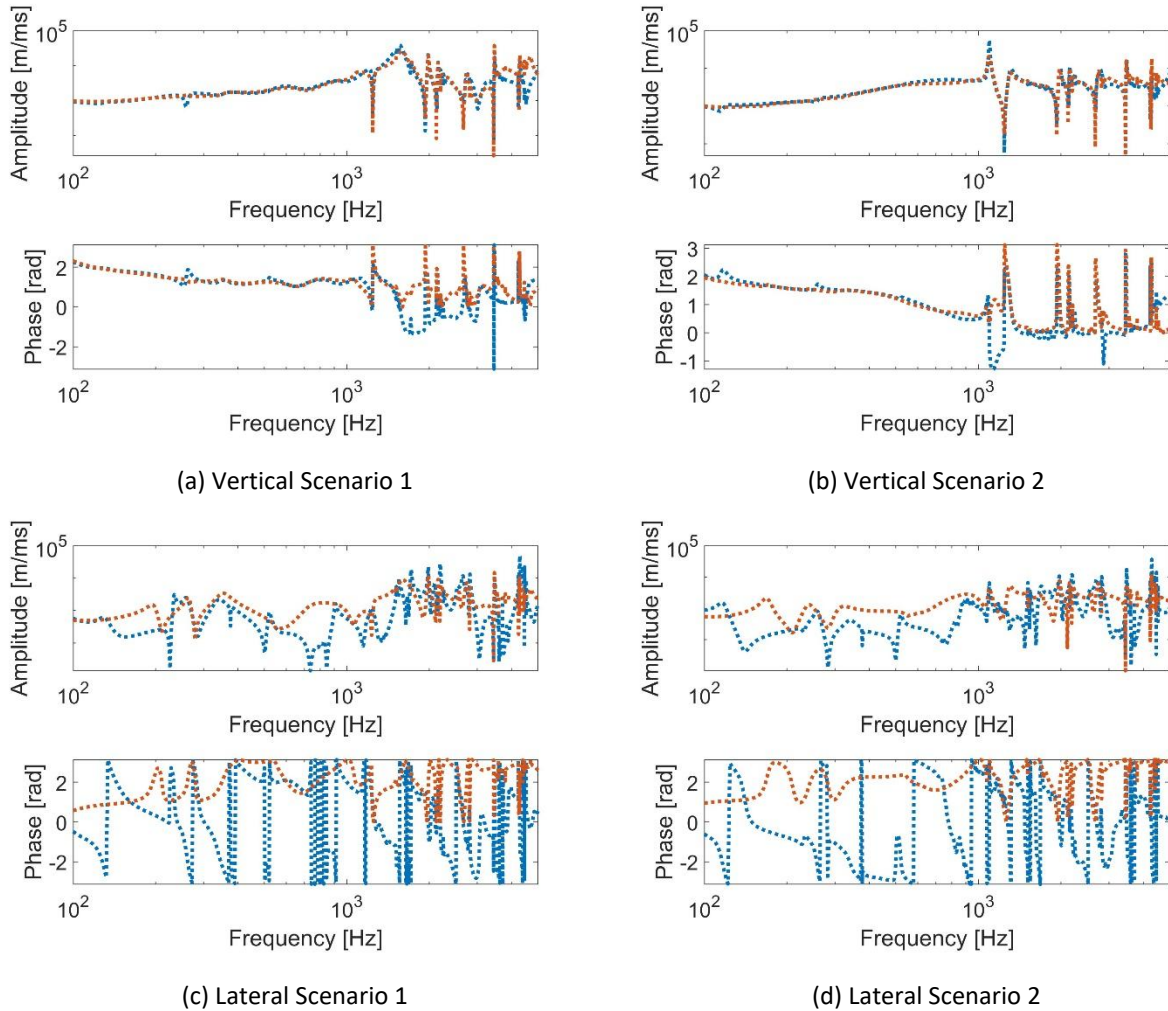 10^5
Amplitude [m/ms]
10^2
10^3
Frequency [Hz]
2
0
-2
Phase [rad]
10^2
10^3
Frequency [Hz]
(a) Vertical Scenario 1
10^5
Amplitude [m/ms]
10^2
10^3
Frequency [Hz]
3
2
1
0
-1
Phase [rad]
10^2
10^3
Frequency [Hz]
(b) Vertical Scenario 2
10^5
Amplitude [m/ms]
10^2
10^3
Frequency [Hz]
2
0
-2
Phase [rad]
10^2
10^3
Frequency [Hz]
(c) Lateral Scenario 1
10^5
Amplitude [m/ms]
10^2
10^3
Frequency [Hz]
2
0
-2
Phase [rad]
10^2
10^3
Frequency [Hz]
(d) Lateral Scenario 2